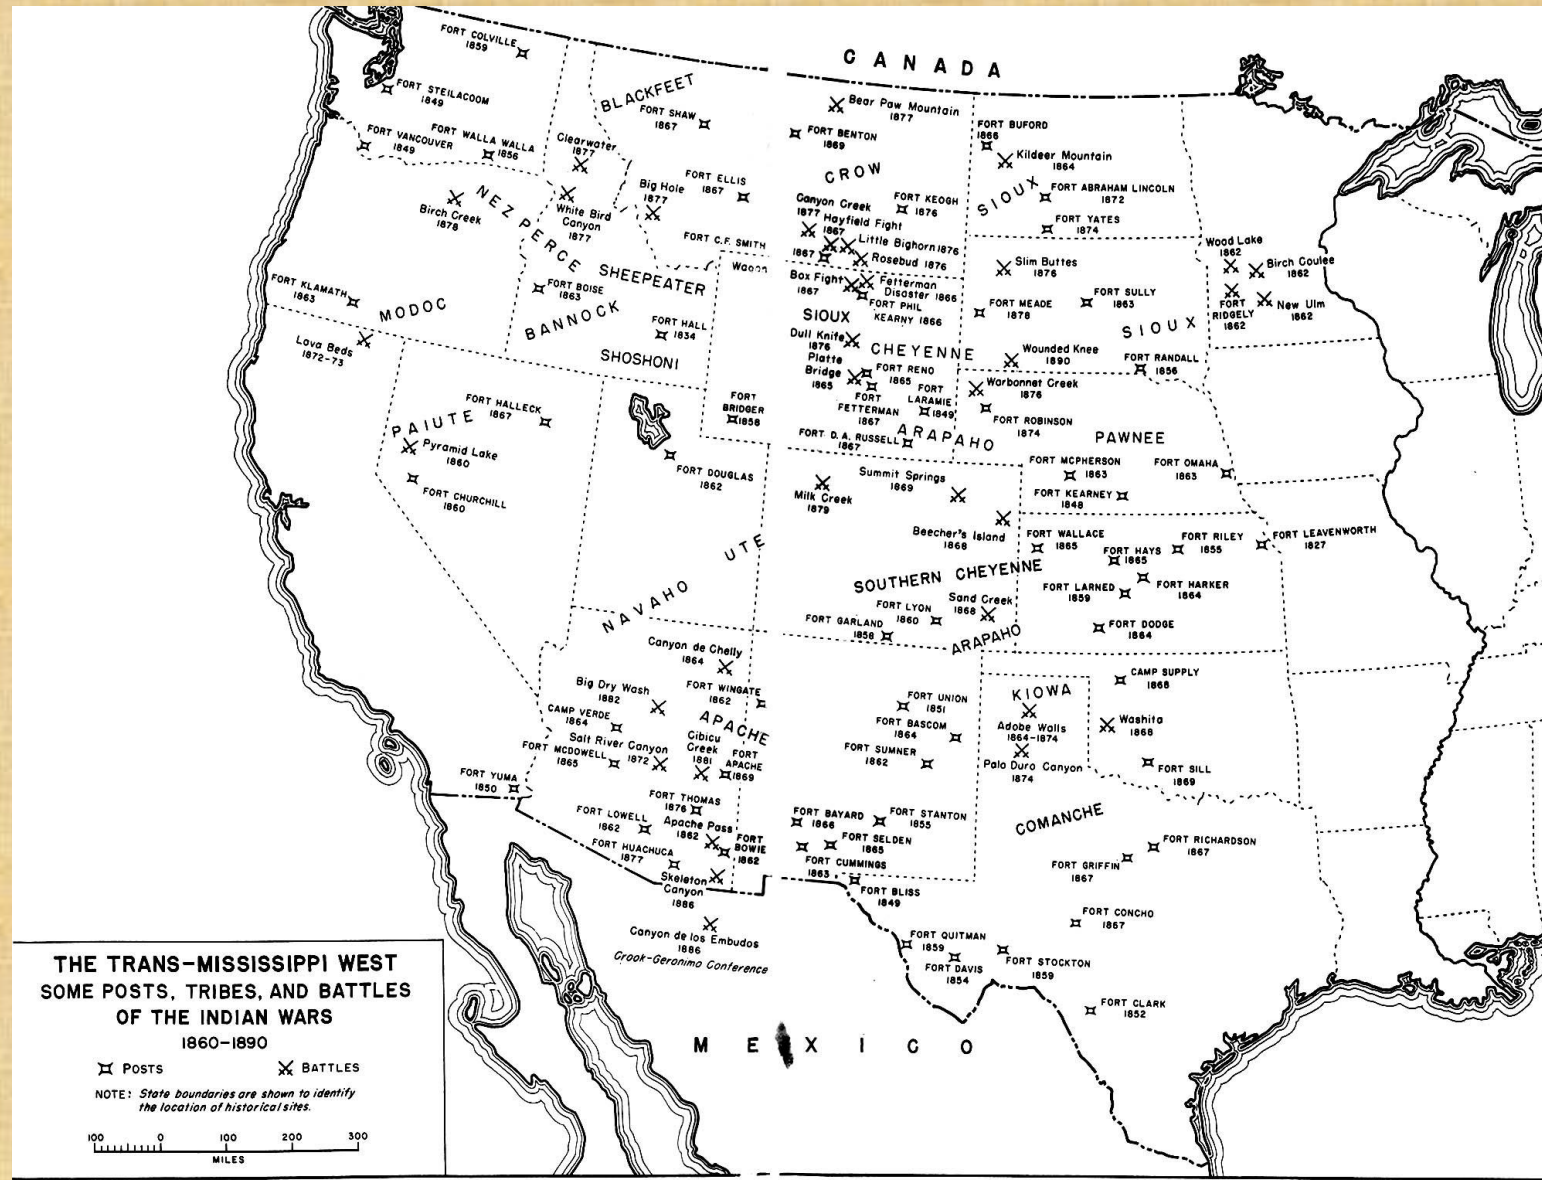 CANADA
FORT COLVILLE
1859
FORT STEILACOOM
1849
FORT VANCOUVER
1849
FORT WALLA WALLA
1856
BLACKFEET
FORT SHAW
1867
Clearwater
1877
Bear Paw Mountain
1877
FORT BENTON
1869
FORT BUFORD
1866
Kildeer Mountain
1864
CROW
SIOUX
FORT ABRAHAM LINCOLN
1872
FORT YATES
1874
FORT ELLIS
1867
Big Hole
1877
FORT KEOGH
1876
Canyon Creek
1877
Hayfield Fight
1867
Little Bighorn 1876
Rosebud 1876
FORT C.F. SMITH
1867
NEZ PERCE
Birch Creek
1878
White Bird
Canyon
1877
Wood Lake
1862
Birch Coulee
1862
FORT
RIDGELY
1862
New Ulm
1862
Slim Buttes
1876
FORT SULLY
1863
FORT MEADE
1878
SIOUX
Wagon
Box Fight
1867
Fetterman
Disaster 1866
FORT PHIL
KEARNY 1866
SHEEPEATER
FORT BOISE
1863
BANNOCK
FORT HALL
1834
SHOSHONI
FORT KLAMATH
1863
MODOC
Lava Beds
1872-73
SIOUX
Dull Knife
1876
CHEYENNE
Platte
Bridge
1865
FORT RENO
1865
FORT
FETTERMAN
1867
FORT
LARAMIE
1849
Wounded Knee
1890
FORT RANDALL
1856
Warbonnet Creek
1876
FORT ROBINSON
1874
ARAPAHO
FORT D. A. RUSSELL
1867
FORT
BRIDGER
1858
PAWNEE
FORT MCPHERSON
1863
FORT OMAHA
1863
FORT KEARNEY
1848
FORT HALLECK
1867
PAIUTE
Pyramid Lake
1860
FORT CHURCHILL
1860
FORT DOUGLAS
1862
Milk Creek
1879
Summit Springs
1869
Beecher's Island
1868
FORT WALLACE
1865
FORT HAYS
1865
FORT RILEY
1855
FORT LEAVENWORTH
1827
FORT LARNED
1859
FORT HARKER
1864
FORT DODGE
1864
UTE
NAVAHO
SOUTHERN CHEYENNE
Sand Creek
1868
FORT LYON
1860
FORT GARLAND
1858
ARAPAHO
Canyon de Chelly
1864
FORT WINGATE
1862
Big Dry Wash
1882
CAMP VERDE
1864
APACHE
Salt River Canyon
1872
FORT MCDOWELL
1865
Cibicu
Creek
1881
FORT
APACHE
1869
FORT UNION
1851
FORT BASCOM
1864
FORT SUMNER
1862
KIOWA
Adobe Walls
1864-1874
Palo Duro Canyon
1874
CAMP SUPPLY
1868
Washita
1868
FORT SILL
1869
FORT YUMA
1850
FORT THOMAS
1876
FORT LOWELL
1862
Apache Pass
1862
FORT
BOWIE
1862
FORT HUACHUCA
1877
Skeleton
Canyon
1886
FORT BAYARD
1866
FORT STANTON
1855
FORT SELDEN
1865
FORT CUMMINGS
1863
FORT BLISS
1849
COMANCHE
FORT RICHARDSON
1867
FORT GRIFFIN
1867
FORT CONCHO
1867
Canyon de los Embudos
1886
Crook-Geronimo Conference
FORT QUITMAN
1859
FORT DAVIS
1854
FORT STOCKTON
1859
FORT CLARK
1852
MEXICO
THE TRANS-MISSISSIPPI WEST
SOME POSTS, TRIBES, AND BATTLES
OF THE INDIAN WARS
1860-1890
POSTS
BATTLES
NOTE: State boundaries are shown to identify
the location of historical sites.
100 0 100 200 300
MILES